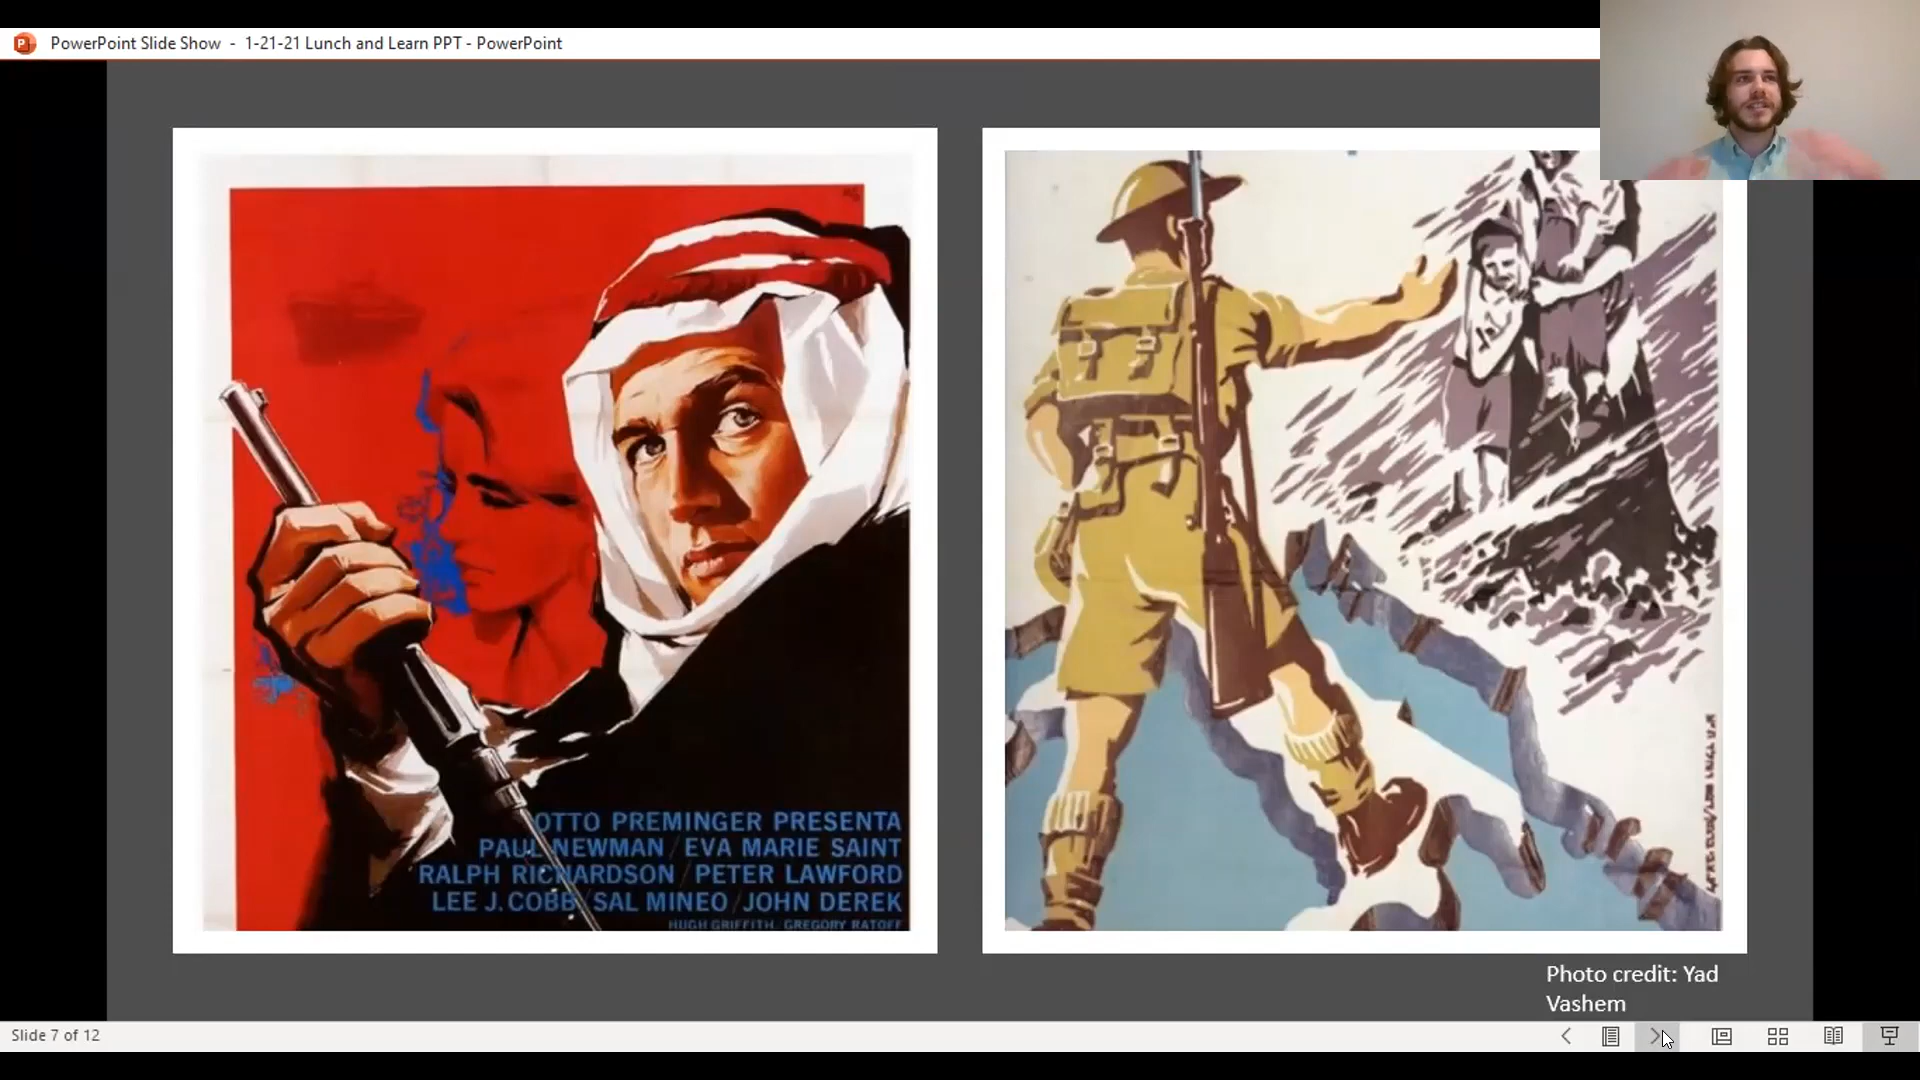 PowerPoint Slide Show - 1-21-21 Lunch and Learn PPT - PowerPoint
OTTO PREMINGER PRESENTA
PAUL NEWMAN / EVA MARIE SAINT
RALPH RICHARDSON / PETER LAWFORD
LEE J. COBB / SAL MINEO / JOHN DEREK
HUGH GRIFFITH / GREGORY RATOFF
Photo credit: Yad
Vashem
Slide 7 of 12